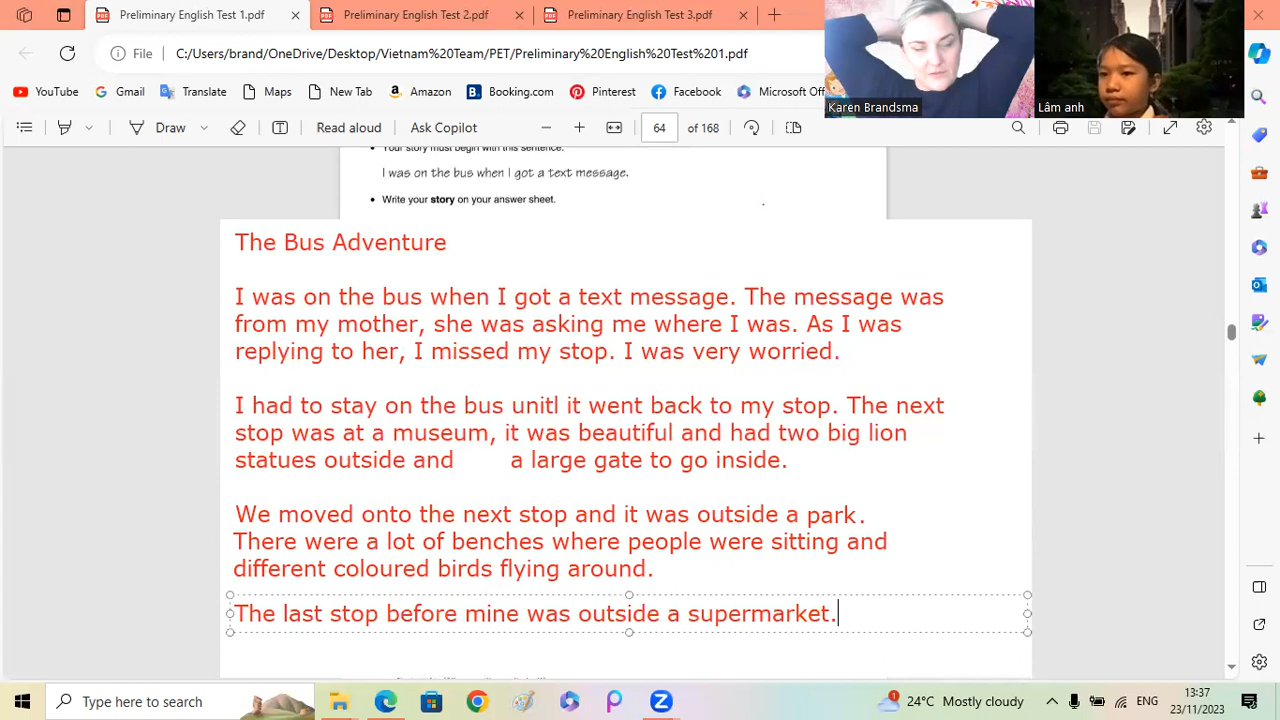 Preliminary English Test 1.pdf
Preliminary English Test 2.pdf
Preliminary English Test 3.pdf
File
C:/Users/brand/OneDrive/Desktop/Vietnam%20Team/PET/Preliminary%20English%20Test%201.pdf
YouTube
Gmail
Translate
Maps
New Tab
Amazon
Booking.com
Pinterest
Facebook
Microsoft Off
Karen Brandsma
Lâm anh
Draw
Read aloud
Ask Copilot
64
of 168
• Your story must begin with this sentence:
I was on the bus when I got a text message.
• Write your story on your answer sheet.
The Bus Adventure
I was on the bus when I got a text message. The message was
from my mother, she was asking me where I was. As I was
replying to her, I missed my stop. I was very worried.
I had to stay on the bus unitl it went back to my stop. The next
stop was at a museum, it was beautiful and had two big lion
statues outside and a large gate to go inside.
We moved onto the next stop and it was outside a park.
There were a lot of benches where people were sitting and
different coloured birds flying around.
The last stop before mine was outside a supermarket.
Type here to search
1
24°C Mostly cloudy
ENG
13:37
23/11/2023